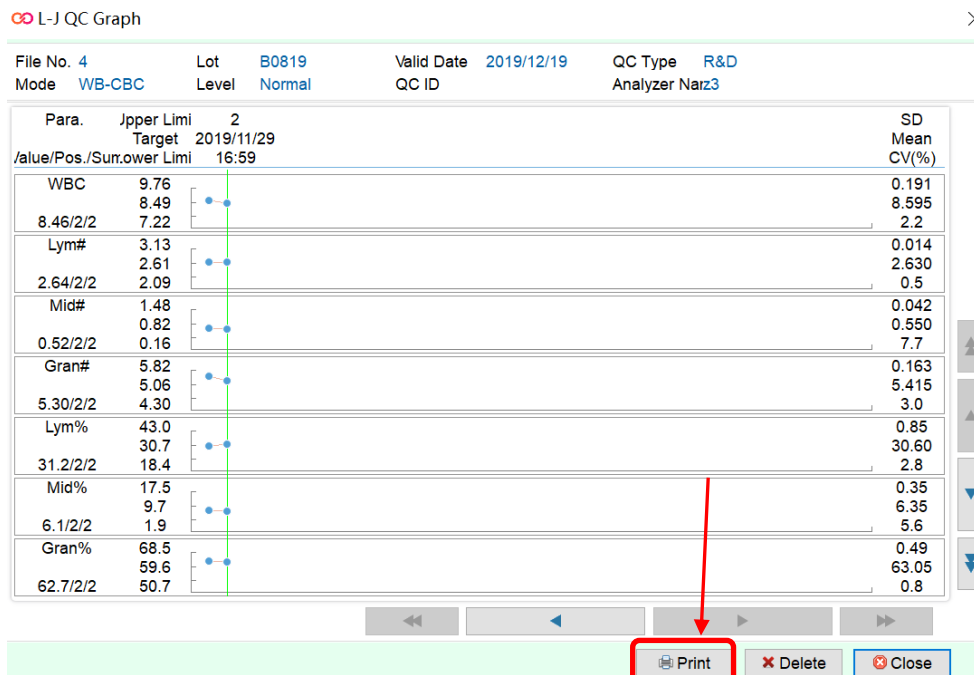 L-J QC Graph
File No. 4 Lot B0819 Valid Date 2019/12/19 QC Type R&D
Mode WB-CBC Level Normal QC ID Analyzer Nar z3
Para. Upper Limi 2 SD
Target 2019/11/29 Mean
/alue/Pos./Sum Lower Limi 16:59 CV(%)
WBC 9.76 0.191
8.49 8.595
8.46/2/2 7.22 2.2
Lym# 3.13 0.014
2.61 2.630
2.64/2/2 2.09 0.5
Mid# 1.48 0.042
0.82 0.550
0.52/2/2 0.16 7.7
Gran# 5.82 0.163
5.06 5.415
5.30/2/2 4.30 3.0
Lym% 43.0 0.85
30.7 30.60
31.2/2/2 18.4 2.8
Mid% 17.5 0.35
9.7 6.35
6.1/2/2 1.9 5.6
Gran% 68.5 0.49
59.6 63.05
62.7/2/2 50.7 0.8
Print Delete Close